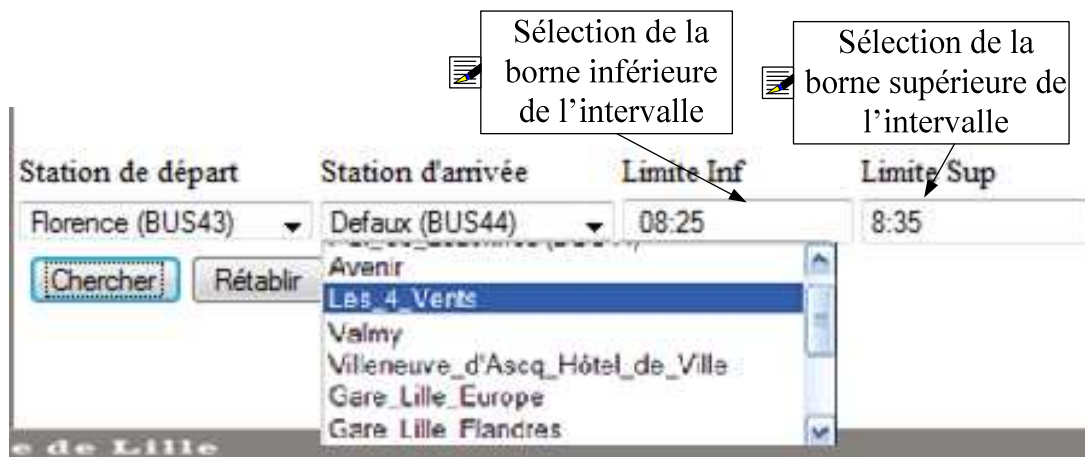 Sélection de la
borne inférieure
de l'intervalle
Sélection de la
borne supérieure de
l'intervalle
Station de départ
Station d'arrivée
Limite Inf
Limite Sup
Florence (BUS43)
Defaux (BUS44)
08:25
8:35
Chercher
Rétablir
Avenir
Les_4_Vents
Valmy
Villeneuve_d'Ascq_Hôtel_de_Ville
Gare_Lille_Europe
Gare_Lille_Flandres
e de Lille